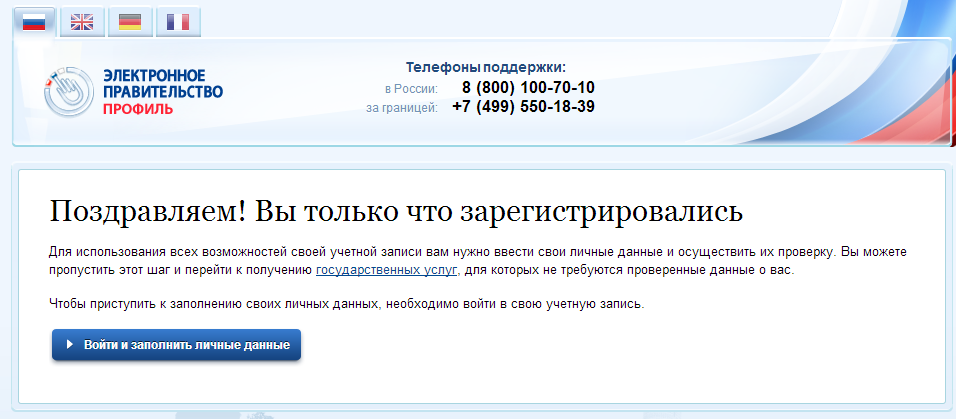 ЭЛЕКТРОННОЕ
ПРАВИТЕЛЬСТВО
ПРОФИЛЬ
Телефоны поддержки:
в России: 8 (800) 100-70-10
за границей: +7 (499) 550-18-39
Поздравляем! Вы только что зарегистрировались
Для использования всех возможностей своей учетной записи вам нужно ввести свои личные данные и осуществить их проверку. Вы можете
пропустить этот шаг и перейти к получению государственных услуг, для которых не требуются проверенные данные о вас.
Чтобы приступить к заполнению своих личных данных, необходимо войти в свою учетную запись.
Войти и заполнить личные данные